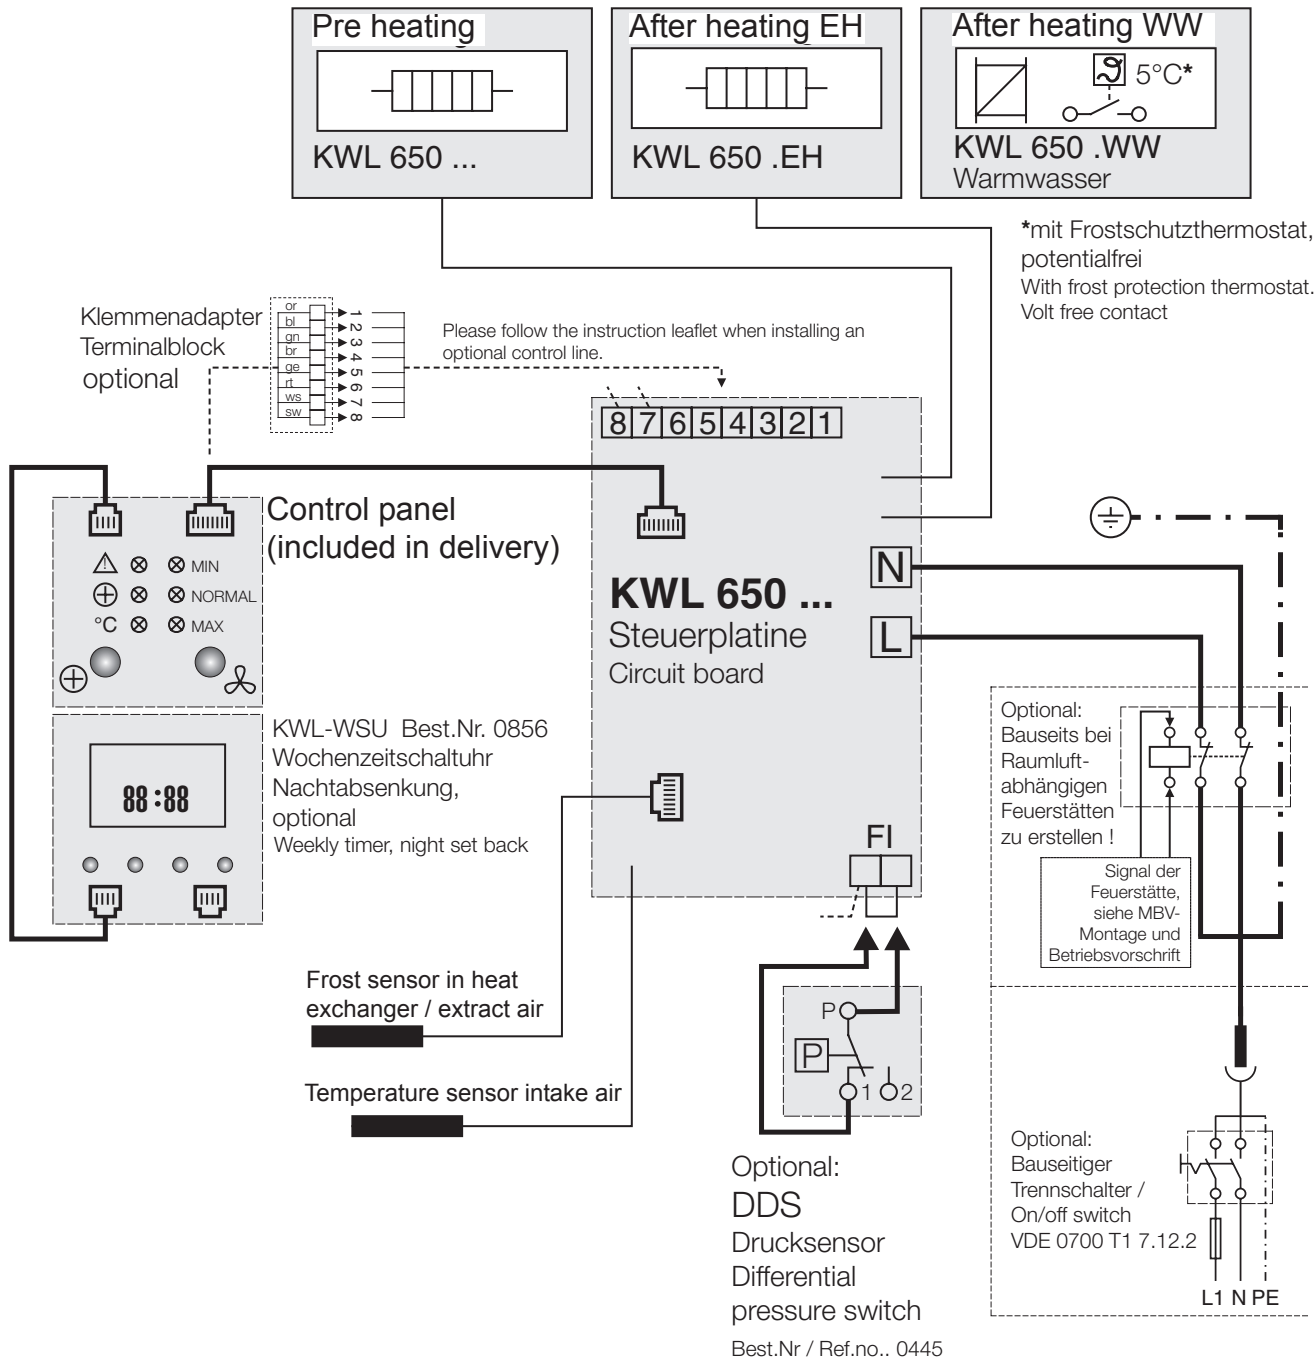 Pre heating
KWL 650 ...
After heating EH
KWL 650 .EH
After heating WW
5°C*
KWL 650 .WW
Warmwasser
*mit Frostschutzthermostat,
potentialfrei
With frost protection thermostat.
Volt free contact
Klemmenadapter
Terminalblock
optional
or 1
bl 2
gn 3
br 4
ge 5
rt 6
ws 7
sw 8
Please follow the instruction leaflet when installing an
optional control line.
8 7 6 5 4 3 2 1
Control panel
(included in delivery)
MIN
NORMAL
°C MAX
KWL 650 ...
Steuerplatine
Circuit board
N
L
KWL-WSU Best.Nr. 0856
Wochenzeitschaltuhr
Nachtabsenkung,
optional
Weekly timer, night set back
88:88
FI
Optional:
Bauseits bei
Raumluft-
abhängigen
Feuerstätten
zu erstellen !
Signal der
Feuerstätte,
siehe MBV-
Montage und
Betriebsvorschrift
Frost sensor in heat
exchanger / extract air
Temperature sensor intake air
P
P
1 2
Optional:
DDS
Drucksensor
Differential
pressure switch
Best.Nr / Ref.no.. 0445
Optional:
Bauseitiger
Trennschalter /
On/off switch
VDE 0700 T1 7.12.2
L1 N PE